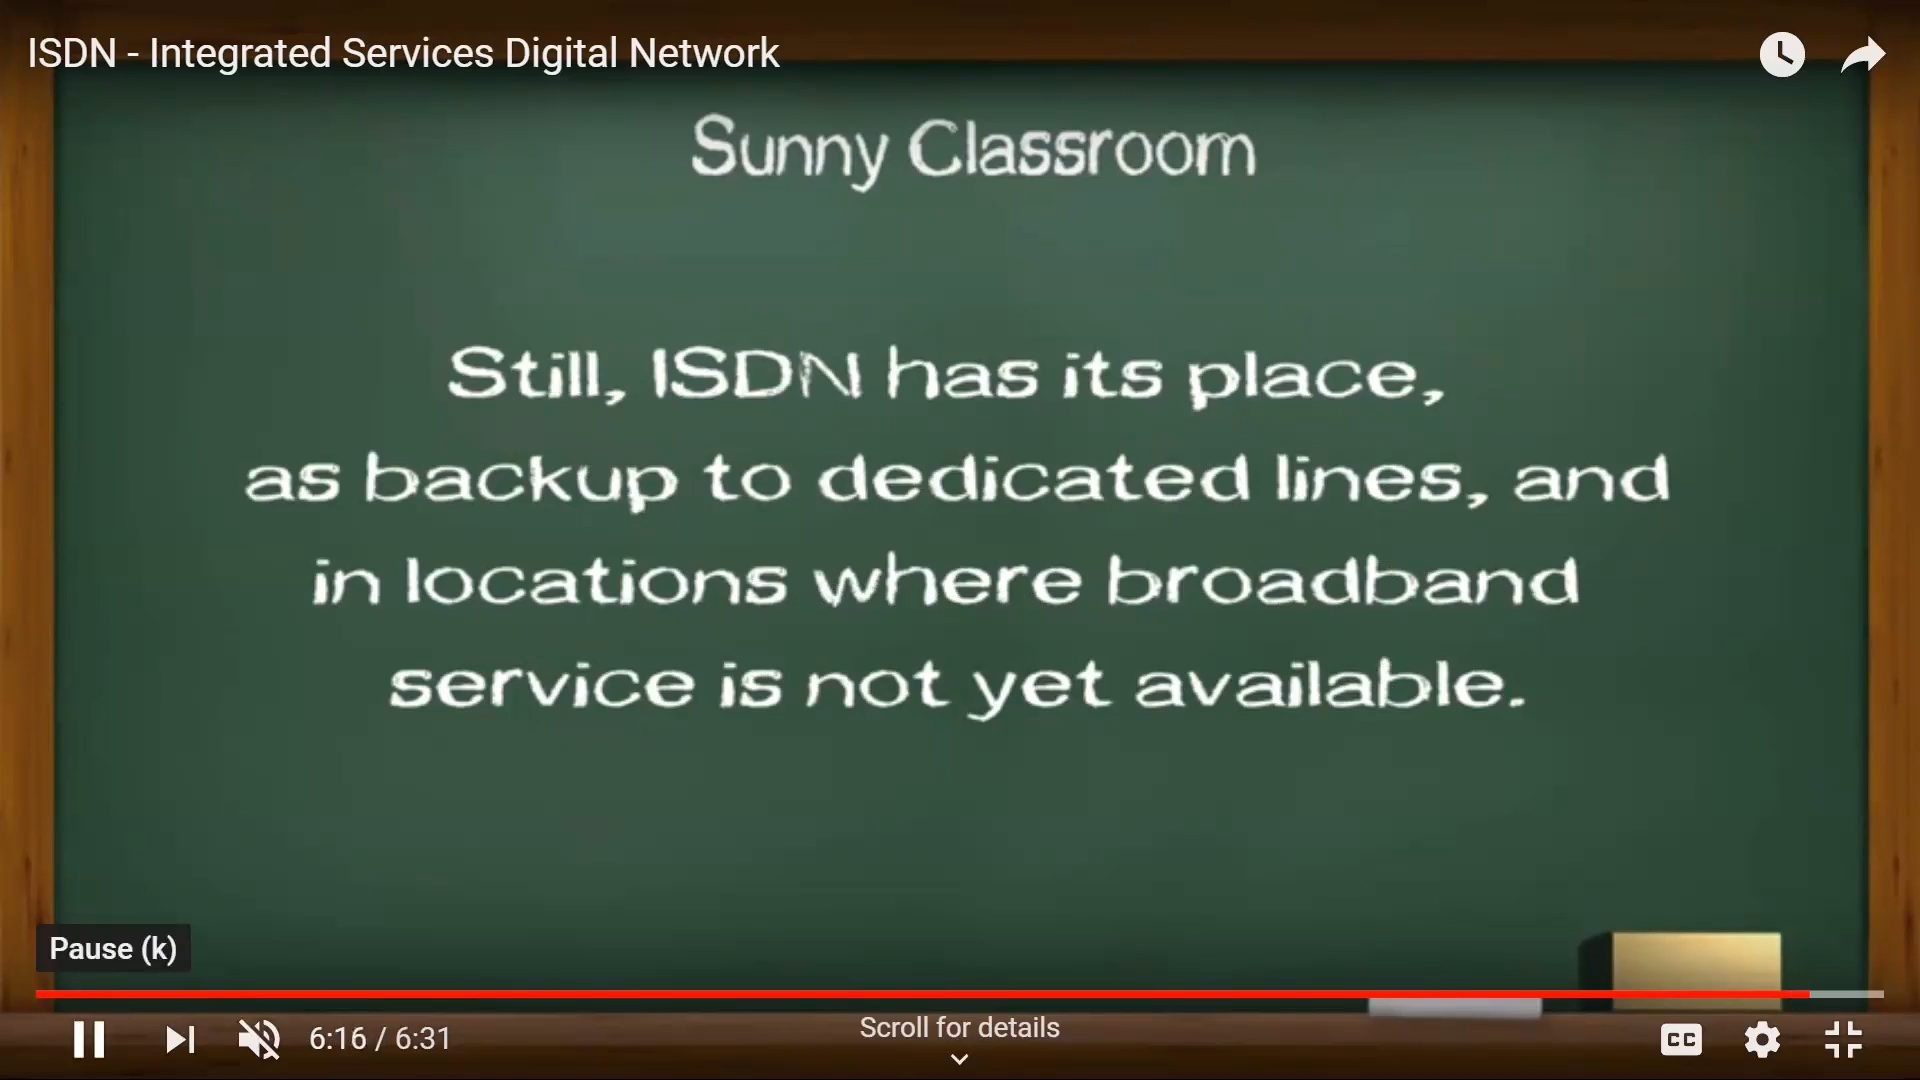 ISDN - Integrated Services Digital Network
Sunny Classroom
Still, ISDN has its place,
as backup to dedicated lines, and
in locations where broadband
service is not yet available.
Pause (k)
6:16 / 6:31
Scroll for details
CC